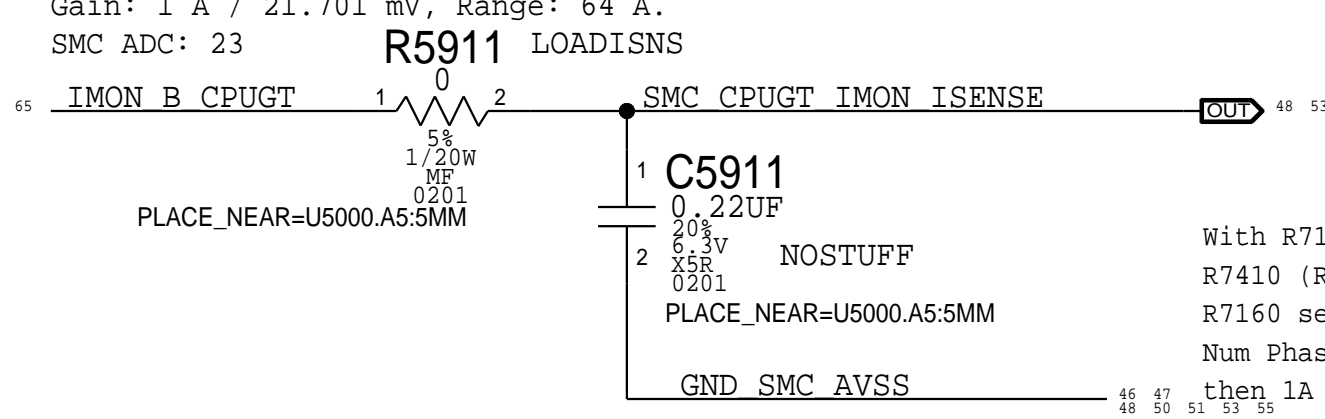 Gain: 1 A / 21.701 mV, Range: 64 A.
SMC ADC: 23
R5911 LOADISNS
0
65 IMON_B_CPUGT 1 2 SMC_CPUGT_IMON_ISENSE OUT 48 53
5%
1/20W
MF
0201
PLACE_NEAR=U5000.A5:5MM
1 C5911
0.22UF
20%
6.3V
2 X5R NOSTUFF
0201
PLACE_NEAR=U5000.A5:5MM
With R71
R7410 (R
R7160 se
Num Phas
then 1A
GND_SMC_AVSS 46 47
48 50 51 53 55